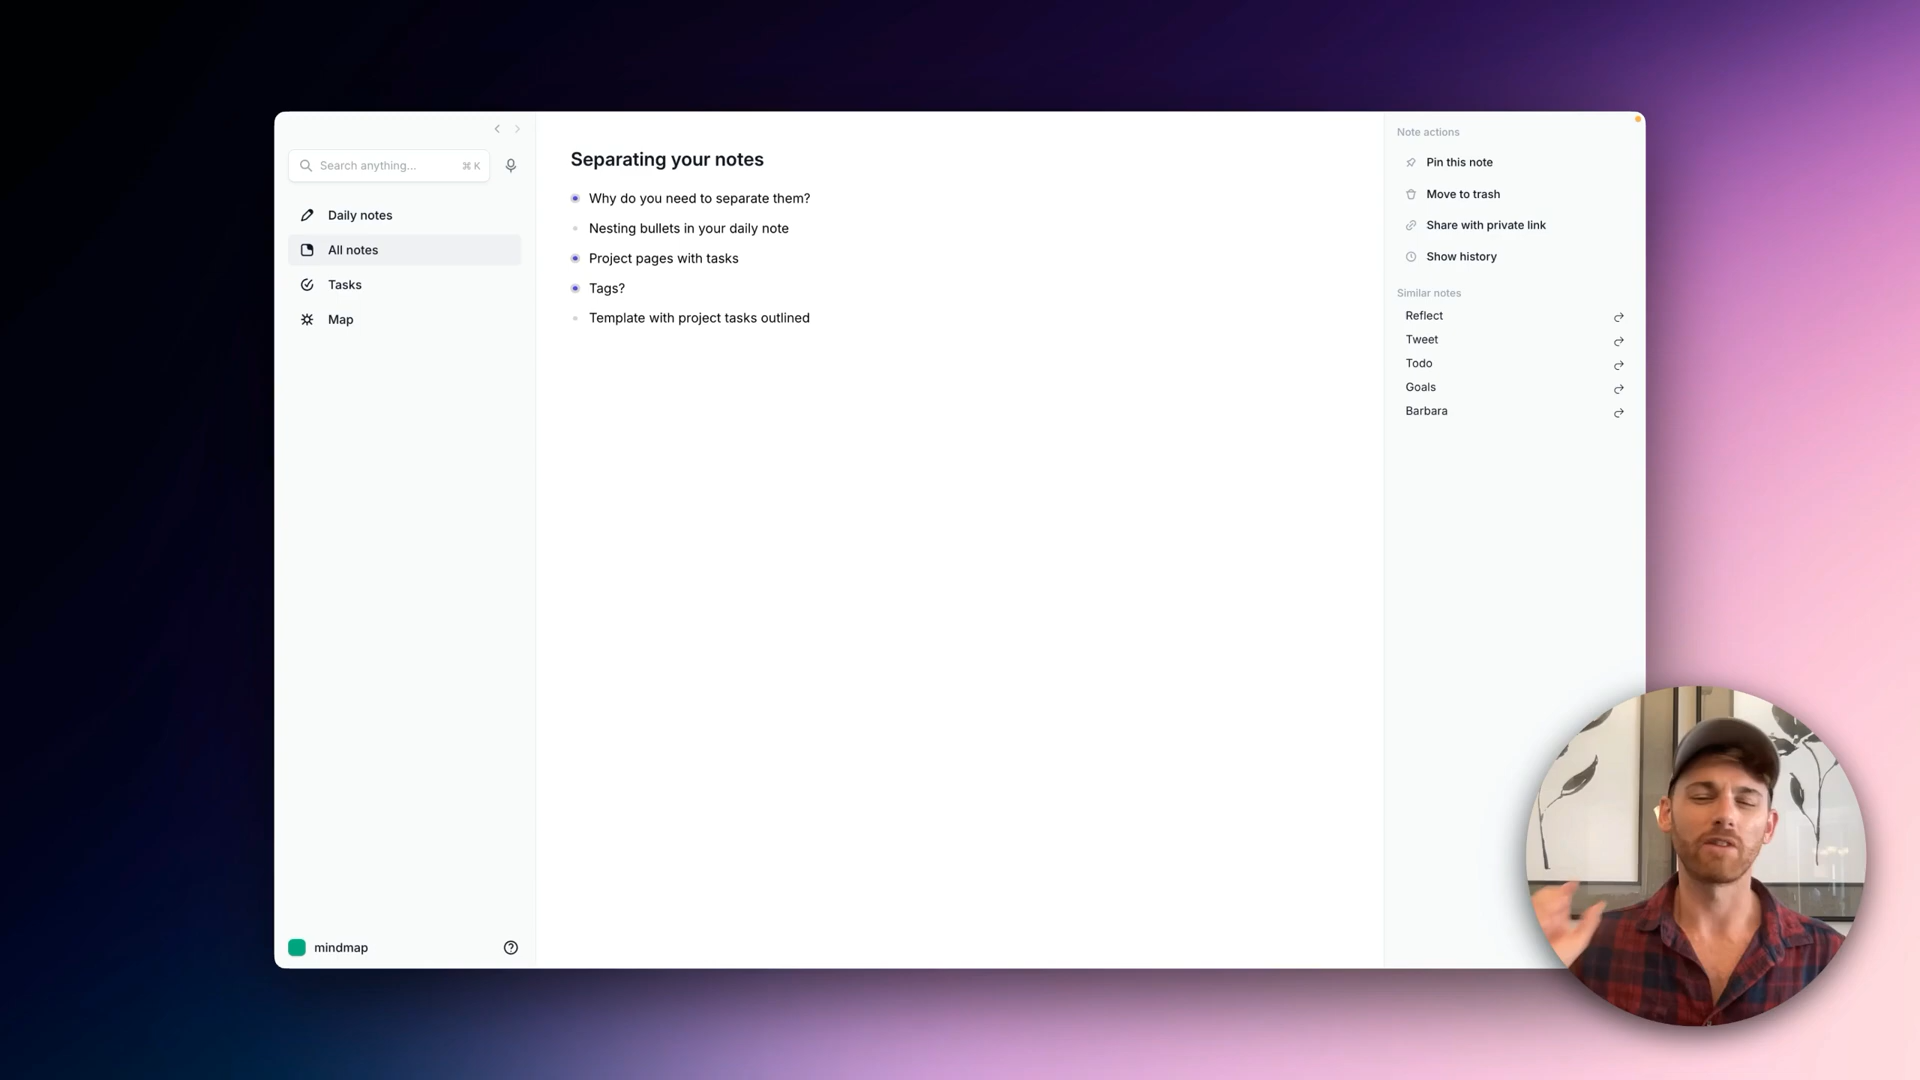 Search anything...
⌘ K
Daily notes
All notes
Tasks
Map
mindmap
Separating your notes
Why do you need to separate them?
Nesting bullets in your daily note
Project pages with tasks
Tags?
Template with project tasks outlined
Note actions
Pin this note
Move to trash
Share with private link
Show history
Similar notes
Reflect
Tweet
Todo
Goals
Barbara